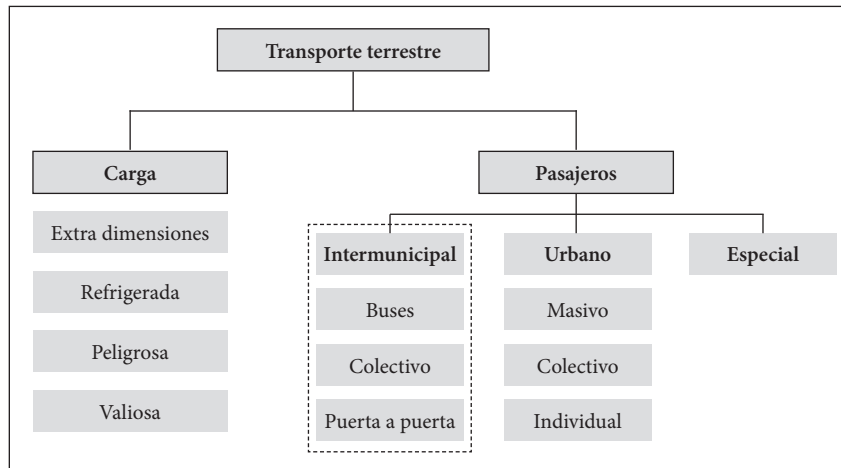 Transporte terrestre
Carga
Extra dimensiones
Refrigerada
Peligrosa
Valiosa
Pasajeros
Intermunicipal
Buses
Colectivo
Puerta a puerta
Urbano
Masivo
Colectivo
Individual
Especial